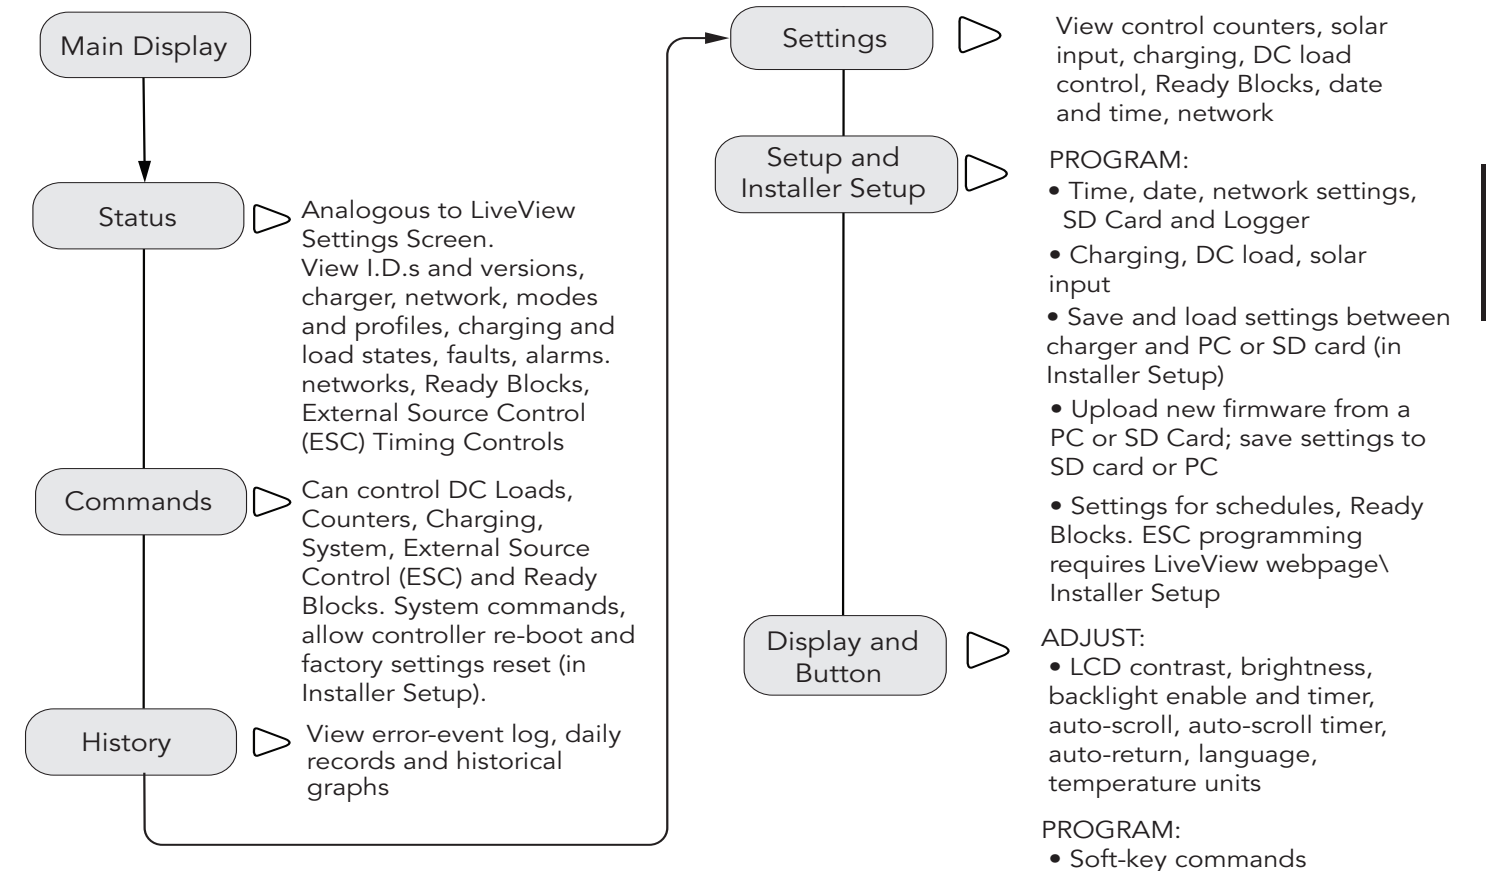 Main Display
Status
Analogous to LiveView
Settings Screen.
View I.D.s and versions,
charger, network, modes
and profiles, charging and
load states, faults, alarms.
networks, Ready Blocks,
External Source Control
(ESC) Timing Controls
Commands
Can control DC Loads,
Counters, Charging,
System, External Source
Control (ESC) and Ready
Blocks. System commands,
allow controller re-boot and
factory settings reset (in
Installer Setup).
History
View error-event log, daily
records and historical
graphs
Settings
View control counters, solar
input, charging, DC load
control, Ready Blocks, date
and time, network
Setup and
Installer Setup
PROGRAM:
• Time, date, network settings,
SD Card and Logger
• Charging, DC load, solar
input
• Save and load settings between
charger and PC or SD card (in
Installer Setup)
• Upload new firmware from a
PC or SD Card; save settings to
SD card or PC
• Settings for schedules, Ready
Blocks. ESC programming
requires LiveView webpage\
Installer Setup
Display and
Button
ADJUST:
• LCD contrast, brightness,
backlight enable and timer,
auto-scroll, auto-scroll timer,
auto-return, language,
temperature units
PROGRAM:
• Soft-key commands